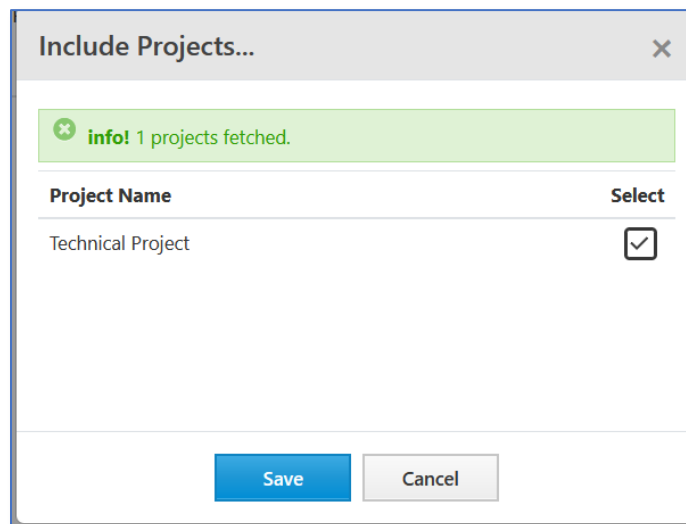 Include Projects...
info! 1 projects fetched.
Project Name Select
Technical Project
Save Cancel